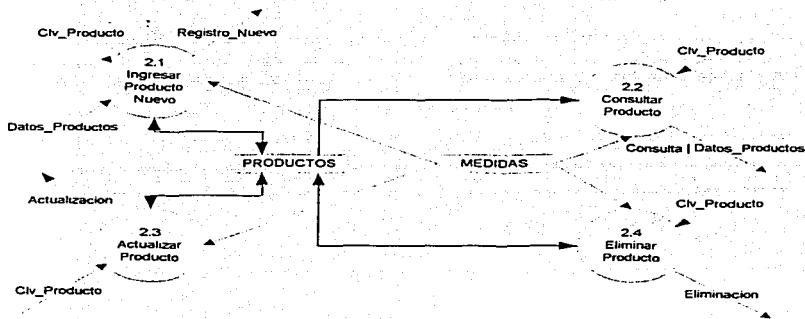 Clv_Producto
Registro_Nuevo
2.1
Ingresar
Producto
Nuevo
Datos_Productos
Clv_Producto
2.2
Consultar
Producto
PRODUCTOS
MEDIDAS
Consulta | Datos_Productos
Actualizacion
2.3
Actualizar
Producto
Clv_Producto
Clv_Producto
2.4
Eliminar
Producto
Eliminacion